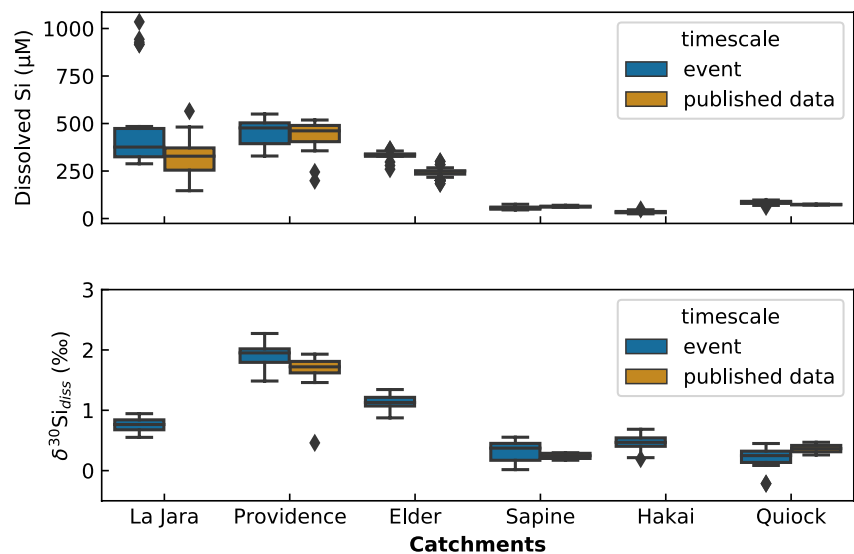 Dissolved Si (μM)
1000
750
500
250
0
timescale
event
published data
δ³⁰Si_diss (‰)
3
2
1
0
timescale
event
published data
La Jara Providence Elder Sapine Hakai Quiock
Catchments